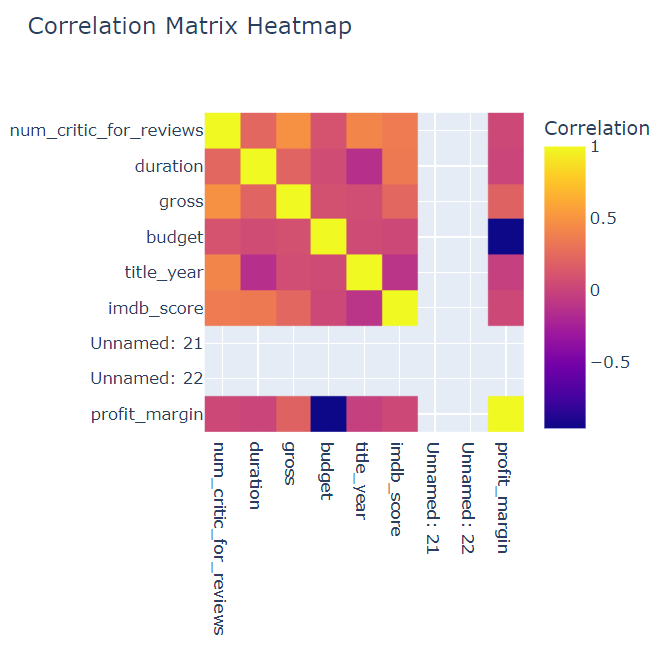 Correlation Matrix Heatmap
Correlation
num_critic_for_reviews
duration
gross
budget
title_year
imdb_score
Unnamed: 21
Unnamed: 22
profit_margin
1
0.5
0
−0.5
num_critic_for_reviews
duration
gross
budget
title_year
imdb_score
Unnamed: 21
Unnamed: 22
profit_margin